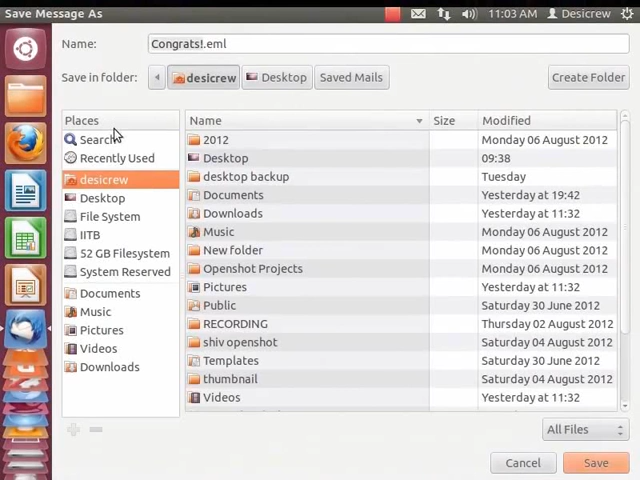 Save Message As
11:03 AM
Desicrew
Name:
Congrats!.eml
Save in folder:
desicrew
Desktop
Saved Mails
Create Folder
Places
Search
Recently Used
desicrew
Desktop
File System
IITB
52 GB Filesystem
System Reserved
Documents
Music
Pictures
Videos
Downloads
Name Size Modified
2012 Monday 06 August 2012
Desktop 09:38
desktop backup Tuesday
Documents Yesterday at 19:42
Downloads Yesterday at 11:32
Music Monday 06 August 2012
New folder Monday 06 August 2012
Openshot Projects Monday 06 August 2012
Pictures Yesterday at 11:32
Public Saturday 30 June 2012
RECORDING Thursday 02 August 2012
shiv openshot Saturday 04 August 2012
Templates Yesterday at 11:32
thumbnail Saturday 04 August 2012
Videos Yesterday at 11:32
All Files
Cancel
Save